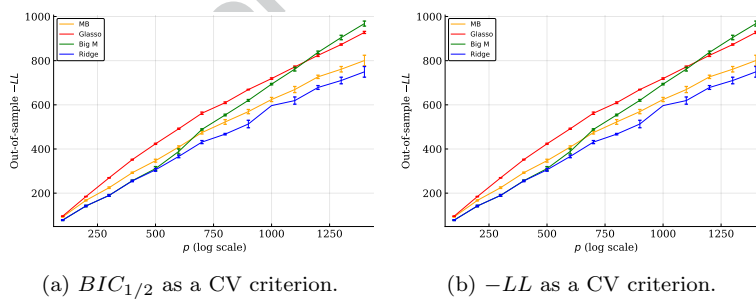 1000
800
600
400
200
Out-of-sample −LL
MB
Glasso
Big M
Ridge
250 500 750 1000 1250
p (log scale)
(a) BIC1/2 as a CV criterion.
1000
800
600
400
200
Out-of-sample −LL
MB
Glasso
Big M
Ridge
250 500 750 1000 1250
p (log scale)
(b) −LL as a CV criterion.